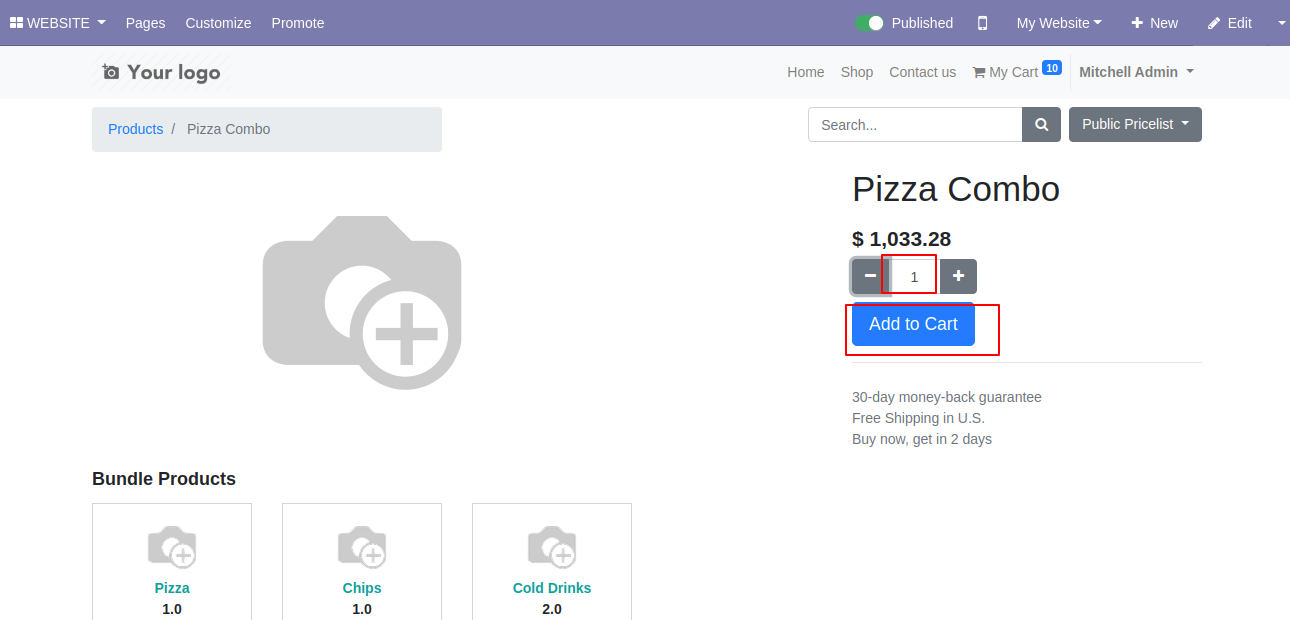 WEBSITE Pages Customize Promote Published My Website New Edit
Your logo Home Shop Contact us My Cart 10 Mitchell Admin
Products / Pizza Combo Search... Public Pricelist
Pizza Combo
$ 1,033.28
1
Add to Cart
30-day money-back guarantee
Free Shipping in U.S.
Buy now, get in 2 days
Bundle Products
Pizza Chips Cold Drinks
1.0 1.0 2.0